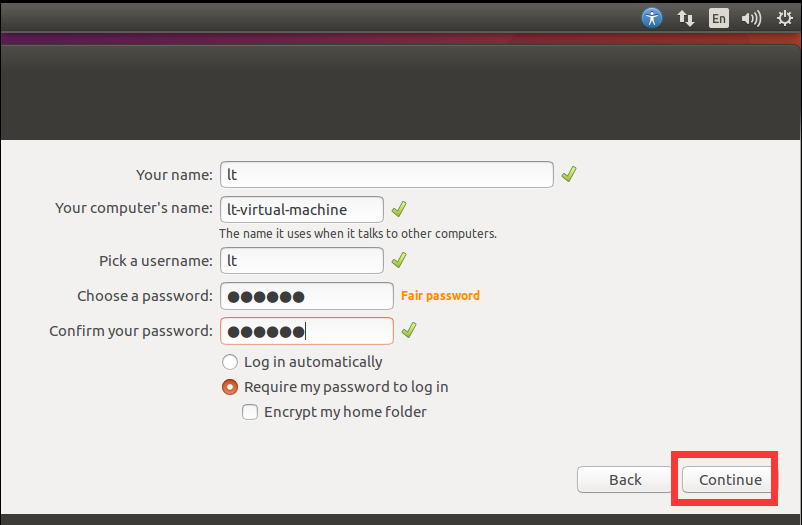 En
Your name: lt
Your computer's name: lt-virtual-machine
The name it uses when it talks to other computers.
Pick a username: lt
Choose a password: ●●●●●● Fair password
Confirm your password: ●●●●●●
Log in automatically
Require my password to log in
Encrypt my home folder
Back Continue